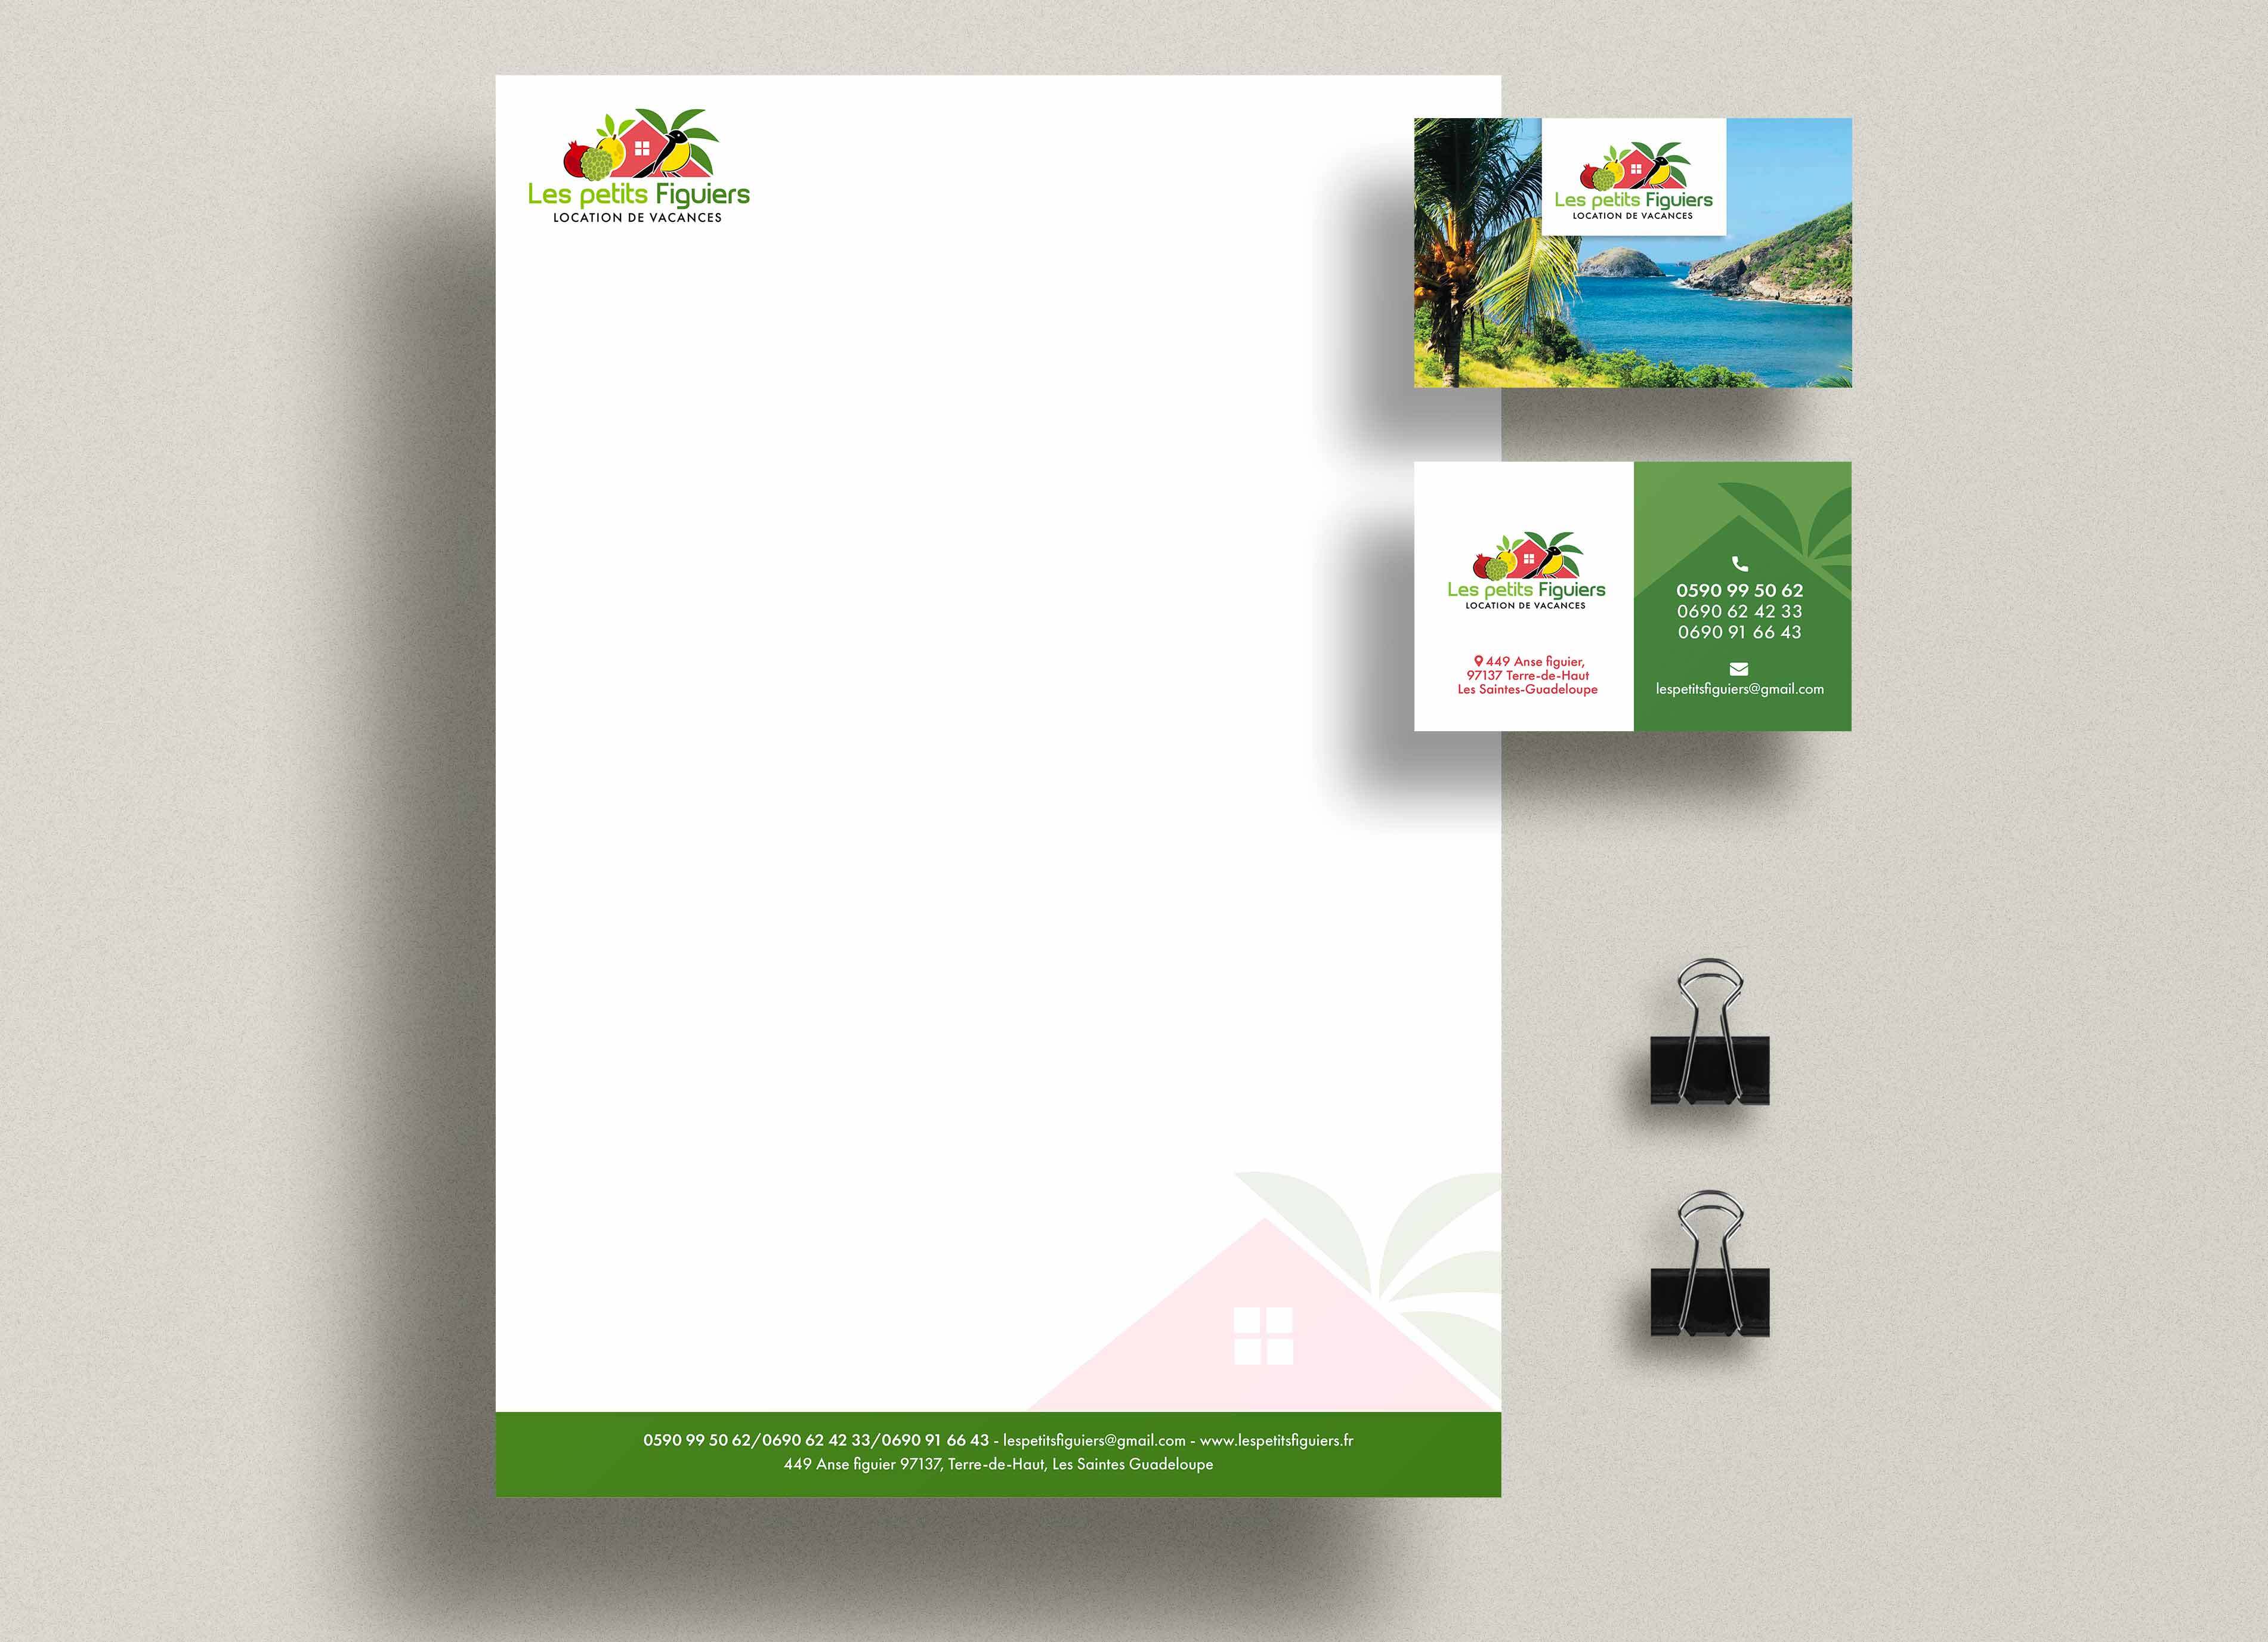 Les petits Figuiers
LOCATION DE VACANCES
Les petits Figuiers
LOCATION DE VACANCES
Les petits Figuiers
LOCATION DE VACANCES
449 Anse figuier,
97137 Terre-de-Haut
Les Saintes-Guadeloupe
0590 99 50 62
0690 62 42 33
0690 91 66 43
lespetitsfiguiers@gmail.com
0590 99 50 62/0690 62 42 33/0690 91 66 43 - lespetitsfiguiers@gmail.com - www.lespetitsfiguiers.fr
449 Anse figuier 97137, Terre-de-Haut, Les Saintes Guadeloupe